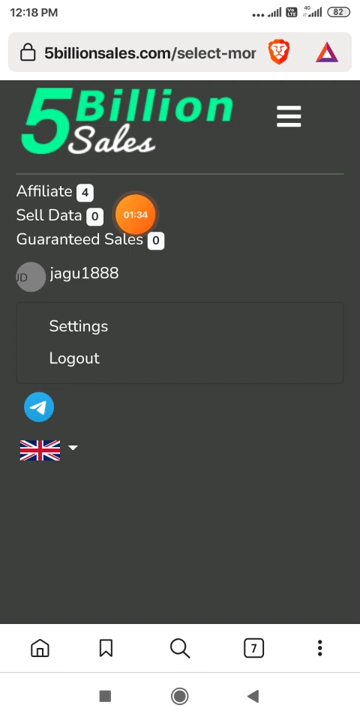 12:18 PM
4G
82
5billionsales.com/select-mor
5Billion
Sales
Affiliate 4
Sell Data 0
01:34
Guaranteed Sales 0
JD
jagu1888
Settings
Logout
7